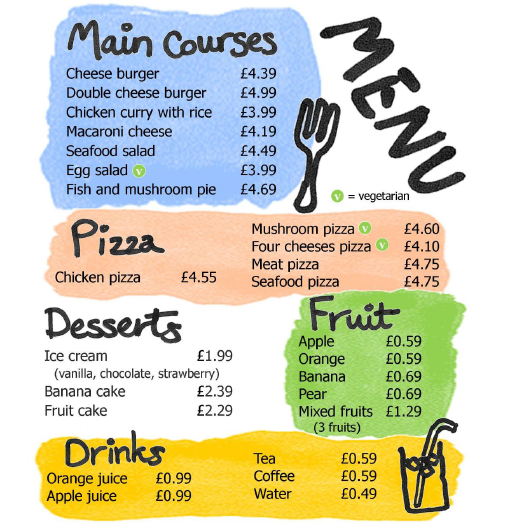 MENU
Main Courses
Cheese burger £4.39
Double cheese burger £4.99
Chicken curry with rice £3.99
Macaroni cheese £4.19
Seafood salad £4.49
Egg salad v £3.99
Fish and mushroom pie £4.69
v = vegetarian
Pizza
Chicken pizza £4.55
Mushroom pizza v £4.60
Four cheeses pizza v £4.10
Meat pizza £4.75
Seafood pizza £4.75
Desserts
Ice cream £1.99
(vanilla, chocolate, strawberry)
Banana cake £2.39
Fruit cake £2.29
Fruit
Apple £0.59
Orange £0.59
Banana £0.69
Pear £0.69
Mixed fruits £1.29
(3 fruits)
Drinks
Orange juice £0.99
Apple juice £0.99
Tea £0.59
Coffee £0.59
Water £0.49